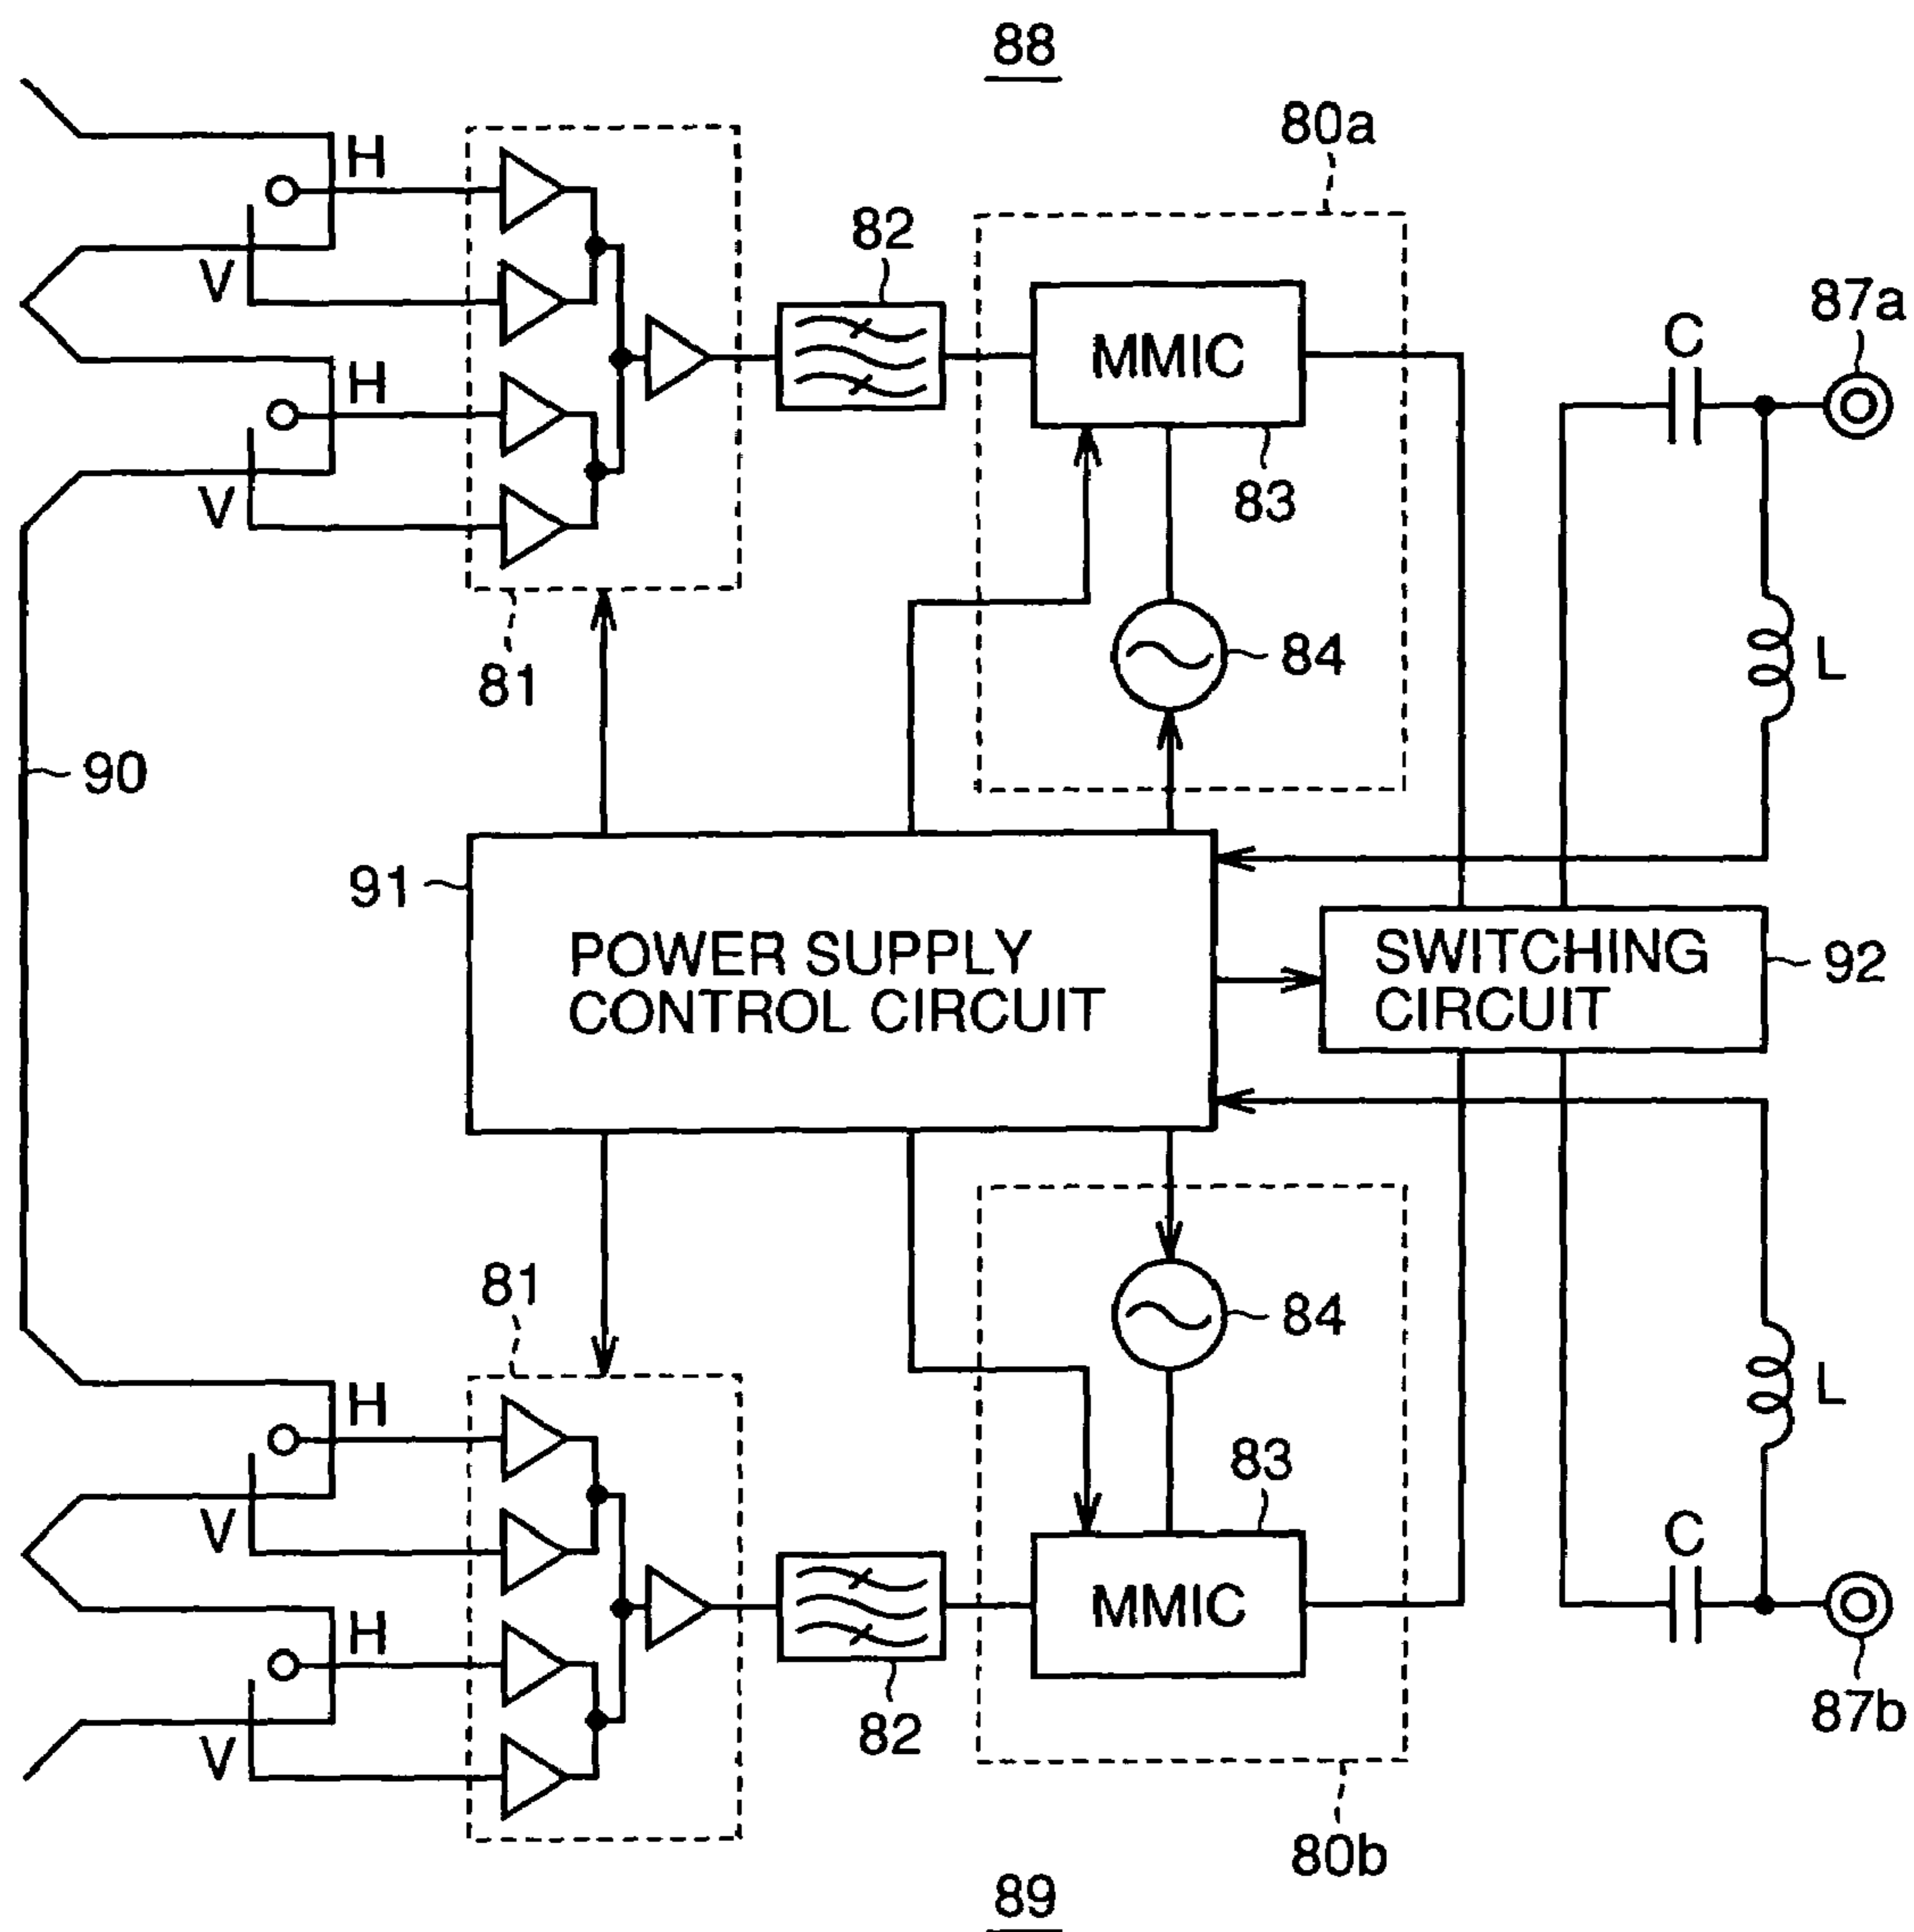 88
80a
H
82
87a
V
C
MMIC
H
83
V
84
L
81
90
91
POWER SUPPLY
CONTROL CIRCUIT
SWITCHING
CIRCUIT
92
81
84
L
H
83
V
C
MMIC
H
82
87b
V
80b
89